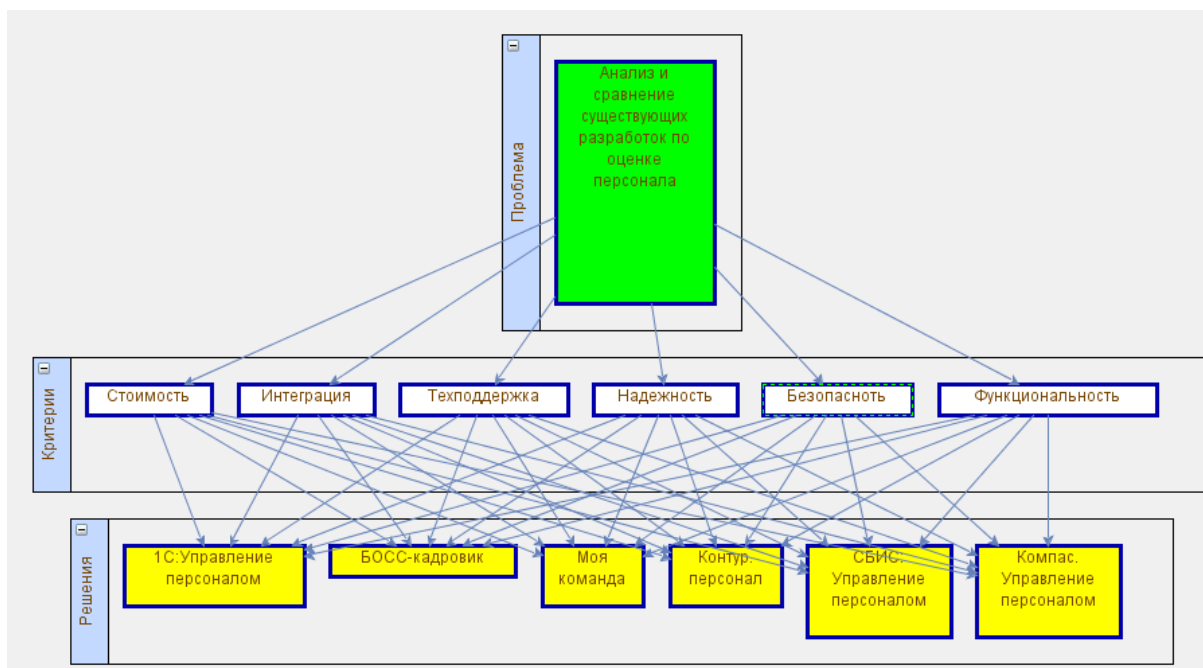 Проблема
Анализ и
сравнение
существующих
разработок по
оценке
персонала
Критерии
Стоимость
Интеграция
Техподдержка
Надежность
Безопасноть
Функциональность
Решения
1С:Управление
персоналом
БОСС-кадровик
Моя
команда
Контур.
персонал
СБИС:
Управление
персоналом
Компас.
Управление
персоналом